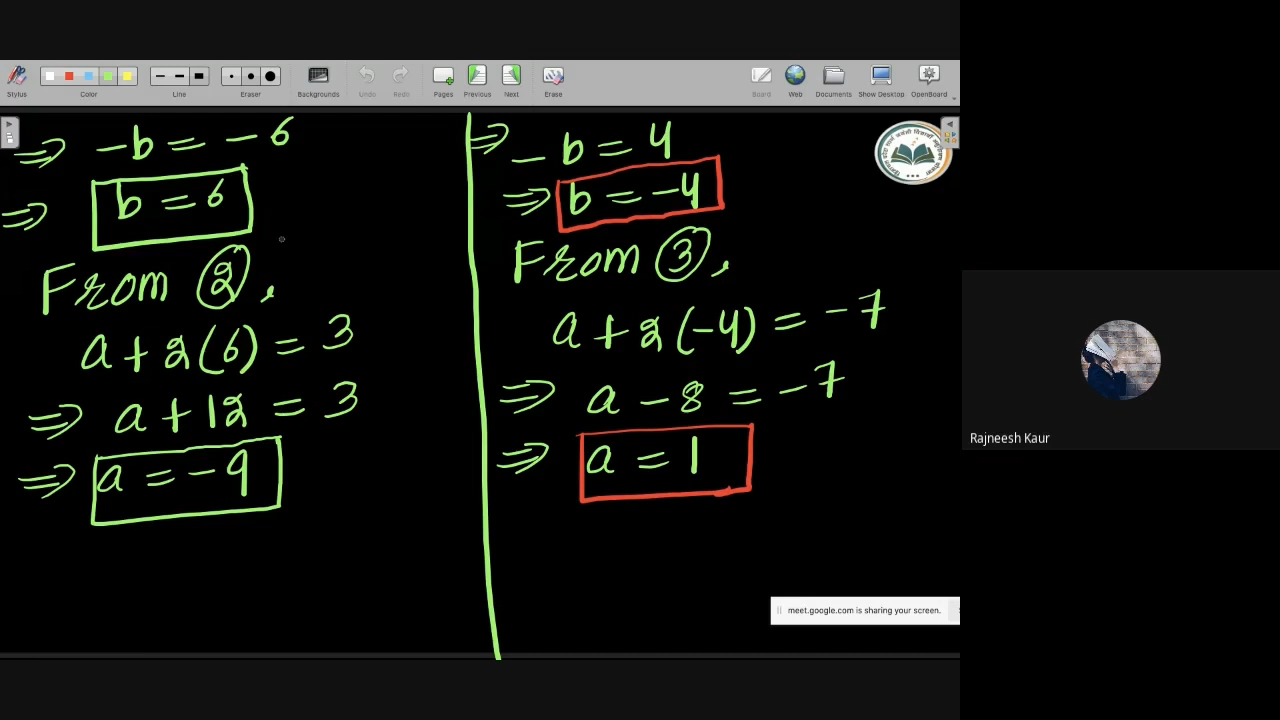 Stylus Color Line Eraser Backgrounds Undo Redo Pages Previous Next Erase Board Web Documents Show Desktop OpenBoard
⇒ -b = -6
⇒ b = 6
From ②,
a + 2(6) = 3
⇒ a + 12 = 3
⇒ a = -9
⇒ - b = 4
⇒ b = -4
From ③,
a + 2(-4) = -7
⇒ a - 8 = -7
⇒ a = 1
meet.google.com is sharing your screen.
Rajneesh Kaur